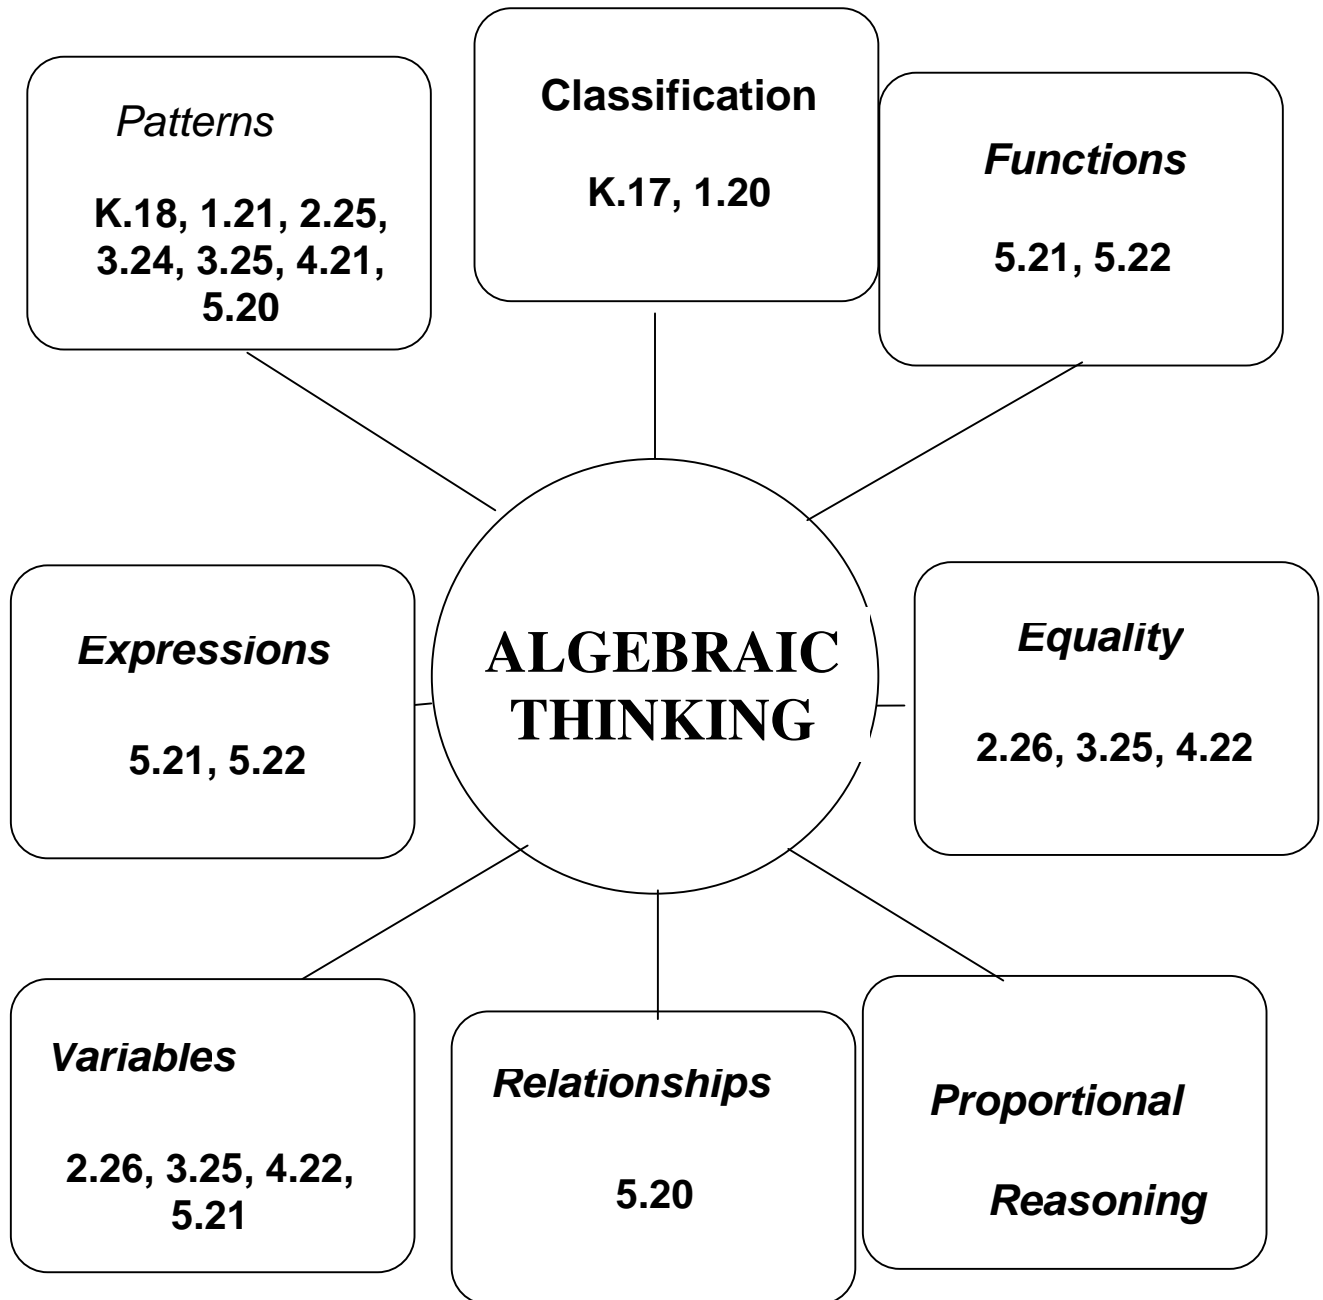 Patterns
K.18, 1.21, 2.25,
3.24, 3.25, 4.21,
5.20
Classification
K.17, 1.20
Functions
5.21, 5.22
Expressions
5.21, 5.22
ALGEBRAIC
THINKING
Equality
2.26, 3.25, 4.22
Variables
2.26, 3.25, 4.22,
5.21
Relationships
5.20
Proportional
Reasoning